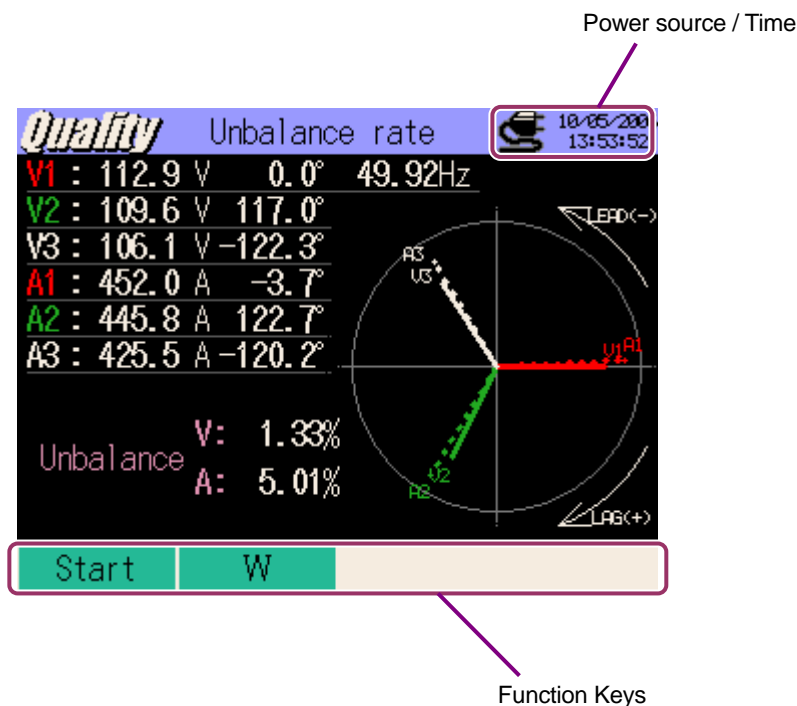 Power source / Time
Quality Unbalance rate 10/05/200
13:53:52
V1 : 112.9 V 0.0° 49.92Hz
V2 : 109.6 V 117.0°
V3 : 106.1 V -122.3°
A1 : 452.0 A -3.7°
A2 : 445.8 A 122.7°
A3 : 425.5 A -120.2°
LEAD(-)
A3
V3
V1 A1
V2
A2
LAG(+)
Unbalance
V: 1.33%
A: 5.01%
Start W
Function Keys